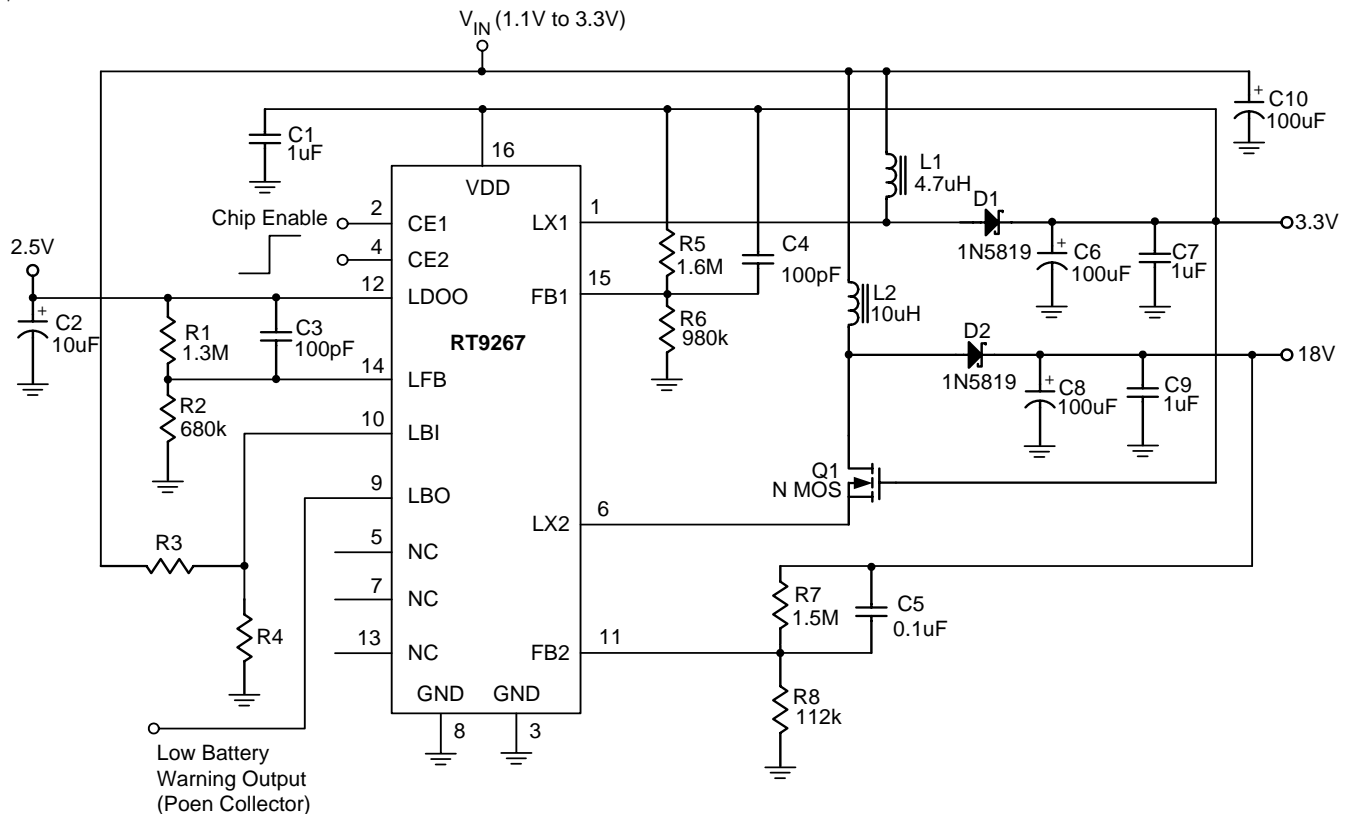 V_IN (1.1V to 3.3V)
+
C10
100uF
C1
1uF
16
VDD
L1
4.7uH
Chip Enable
2
CE1
LX1
1
D1
1N5819
3.3V
4
CE2
R5
1.6M
C4
100pF
+
C6
100uF
C7
1uF
2.5V
12
LDOO
FB1
15
+
C2
10uF
R1
1.3M
C3
100pF
RT9267
R6
980k
L2
10uH
D2
1N5819
18V
14
LFB
+
C8
100uF
C9
1uF
R2
680k
10
LBI
9
LBO
Q1
N MOS
LX2
6
R3
5
NC
7
NC
R7
1.5M
C5
0.1uF
R4
13
NC
FB2
11
GND
GND
R8
112k
8
3
Low Battery
Warning Output
(Poen Collector)